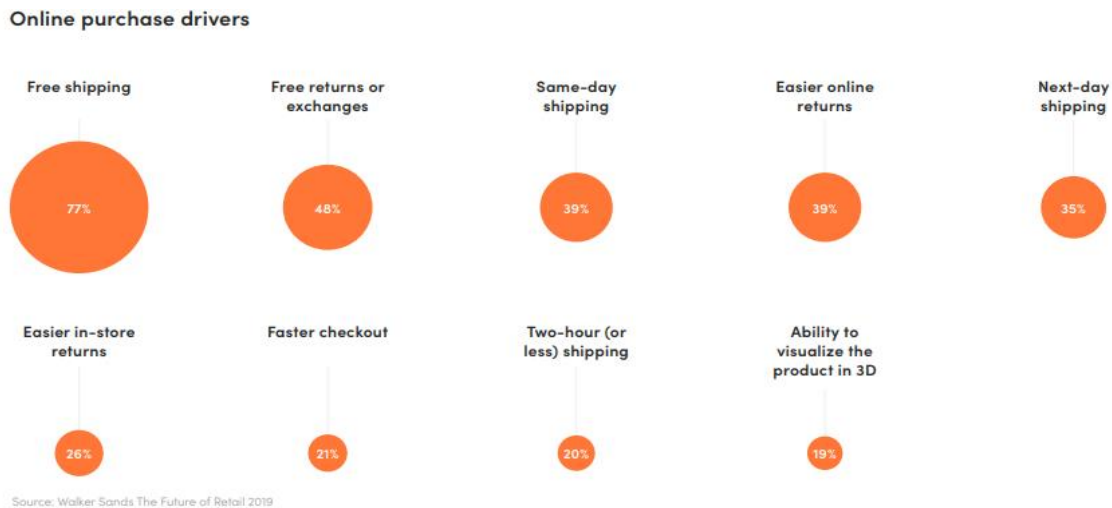 Online purchase drivers
Free shipping
Free returns or
exchanges
Same-day
shipping
Easier online
returns
Next-day
shipping
77%
48%
39%
39%
35%
Easier in-store
returns
Faster checkout
Two-hour (or
less) shipping
Ability to
visualize the
product in 3D
26%
21%
20%
19%
Source: Walker Sands The Future of Retail 2019